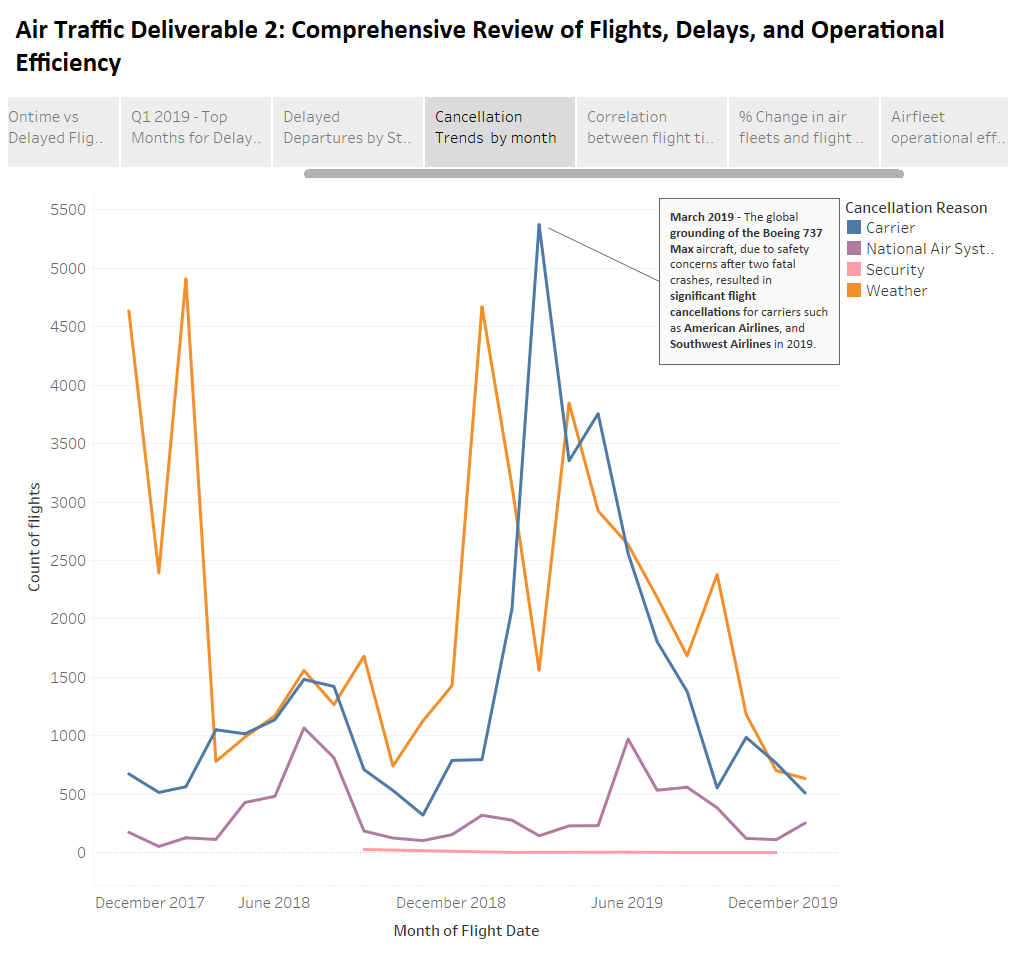 Air Traffic Deliverable 2: Comprehensive Review of Flights, Delays, and Operational
Efficiency
Ontime vs
Delayed Flig..
Q1 2019 - Top
Months for Delay..
Delayed
Departures by St..
Cancellation
Trends by month
Correlation
between flight ti..
% Change in air
fleets and flight ..
Airfleet
operational eff..
5500
5000
4500
4000
3500
3000
2500
2000
1500
1000
500
0
Count of flights
March 2019 - The global
grounding of the Boeing 737
Max aircraft, due to safety
concerns after two fatal
crashes, resulted in
significant flight
cancellations for carriers such
as American Airlines, and
Southwest Airlines in 2019.
Cancellation Reason
Carrier
National Air Syst..
Security
Weather
December 2017
June 2018
December 2018
June 2019
December 2019
Month of Flight Date